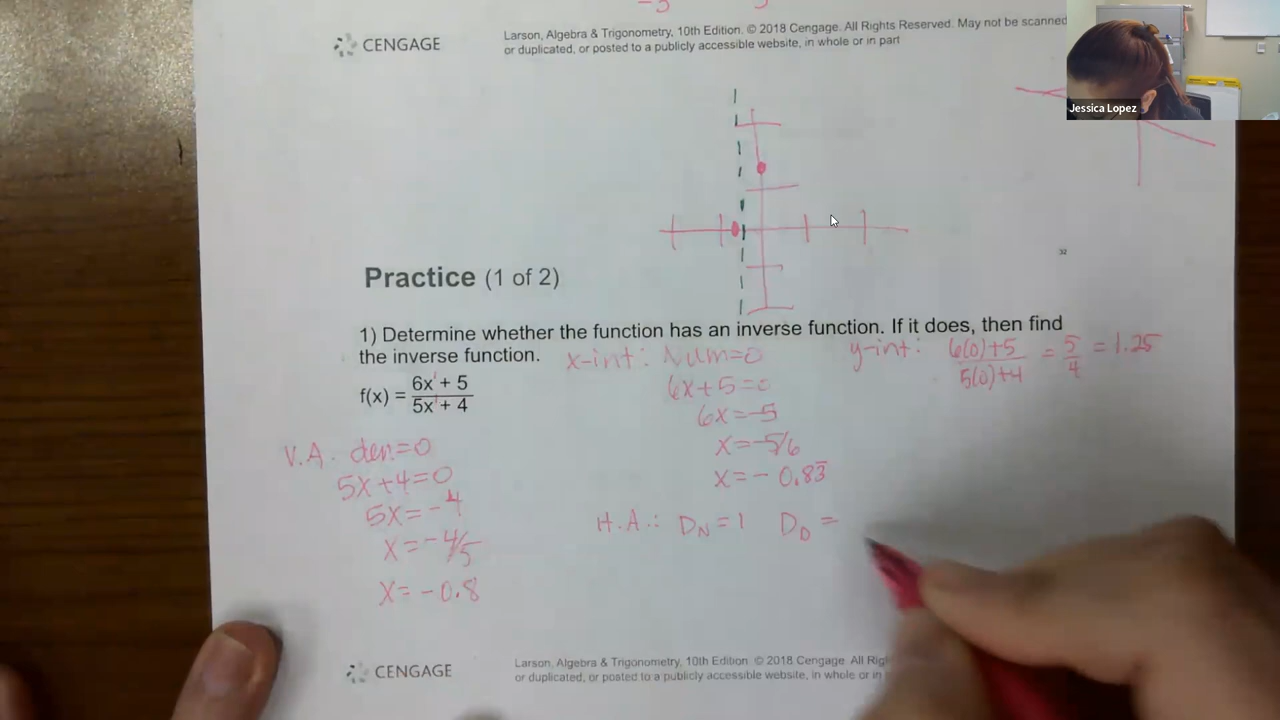 CENGAGE
Larson, Algebra & Trigonometry, 10th Edition. © 2018 Cengage. All Rights Reserved. May not be scanned
or duplicated, or posted to a publicly accessible website, in whole or in part
Jessica Lopez
32
Practice (1 of 2)
1) Determine whether the function has an inverse function. If it does, then find
the inverse function.
f(x) = 6x¹ + 5 / 5x¹ + 4
x-int: Num=0
6x+5=0
6x=-5
x=-5/6
x=-0.83̅
y-int: 6(0)+5 / 5(0)+4 = 5/4 = 1.25
V.A. den=0
5x+4=0
5x=-4
x=-4/5
x=-0.8
H.A.: D_N=1 D_D=
CENGAGE
Larson, Algebra & Trigonometry, 10th Edition. © 2018 Cengage. All
or duplicated, or posted to a publicly accessible website, in whole or in